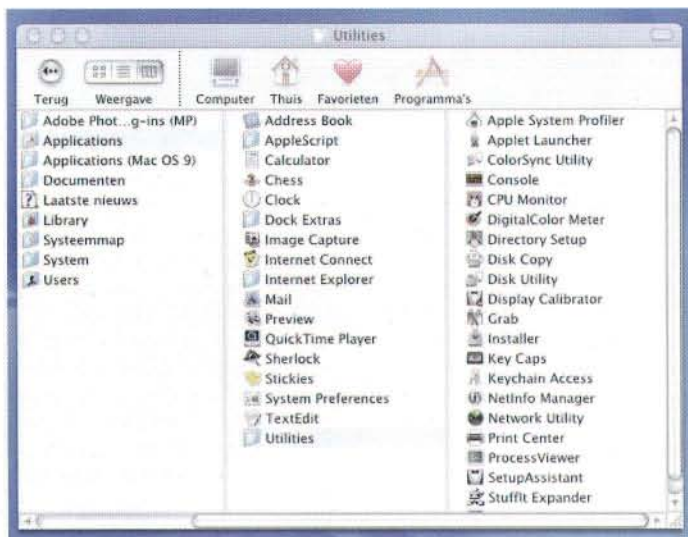 Utilities
Terug
Weergave
Computer
Thuis
Favorieten
Programma's
Adobe Phot...g-ins (MP)
Applications
Applications (Mac OS 9)
Documenten
Laatste nieuws
Library
Systeemmap
System
Users
Address Book
AppleScript
Calculator
Chess
Clock
Dock Extras
Image Capture
Internet Connect
Internet Explorer
Mail
Preview
QuickTime Player
Sherlock
Stickies
System Preferences
TextEdit
Utilities
Apple System Profiler
Applet Launcher
ColorSync Utility
Console
CPU Monitor
DigitalColor Meter
Directory Setup
Disk Copy
Disk Utility
Display Calibrator
Grab
Installer
Key Caps
Keychain Access
NetInfo Manager
Network Utility
Print Center
ProcessViewer
SetupAssistant
StuffIt Expander